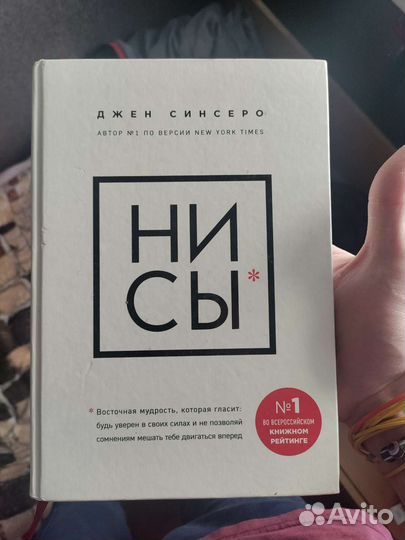 ДЖЕН СИНСЕРО
АВТОР №1 ПО ВЕРСИИ NEW YORK TIMES
НИ
СЫ*
* Восточная мудрость, которая гласит:
будь уверен в своих силах и не позволяй
сомнениям мешать тебе двигаться вперед
№1
ВО ВСЕРОССИЙСКОМ
КНИЖНОМ
РЕЙТИНГЕ
Avito